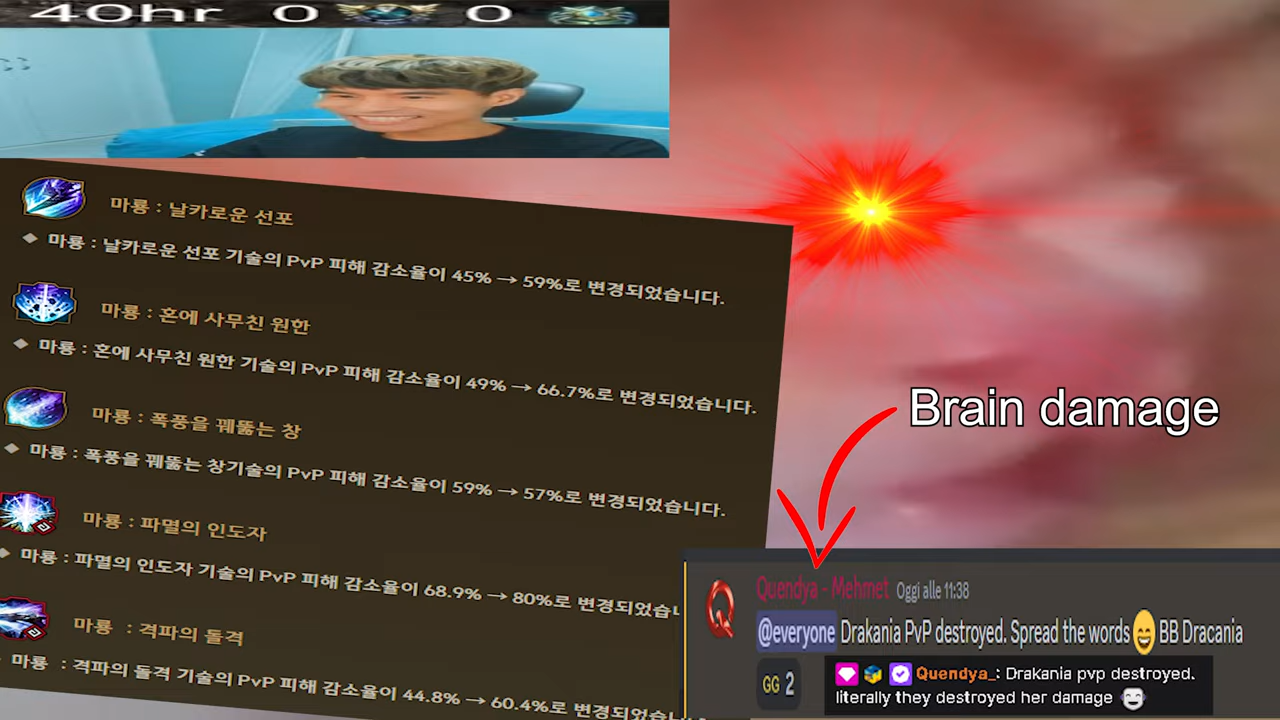 40hr 0 0
마룡 : 날카로운 선포
마룡 : 날카로운 선포 기술의 PvP 피해 감소율이 45% → 59%로 변경되었습니다.
마룡 : 혼에 사무친 원한
마룡 : 혼에 사무친 원한 기술의 PvP 피해 감소율이 49% → 66.7%로 변경되었습니다.
마룡 : 폭풍을 꿰뚫는 창
마룡 : 폭풍을 꿰뚫는 창기술의 PvP 피해 감소율이 59% → 57%로 변경되었습니다.
마룡 : 파멸의 인도자
마룡 : 파멸의 인도자 기술의 PvP 피해 감소율이 68.9% → 80%로 변경되었습니
마룡 : 격파의 돌격
마룡 : 격파의 돌격 기술의 PvP 피해 감소율이 44.8% → 60.4%로 변경되었습니
Brain damage
Quendya - Mehmet Oggi alle 11:38
@everyone Drakania PvP destroyed. Spread the words😄 BB Dracania
GG 2
Quendya_: Drakania pvp destroyed.
literally they destroyed her damage